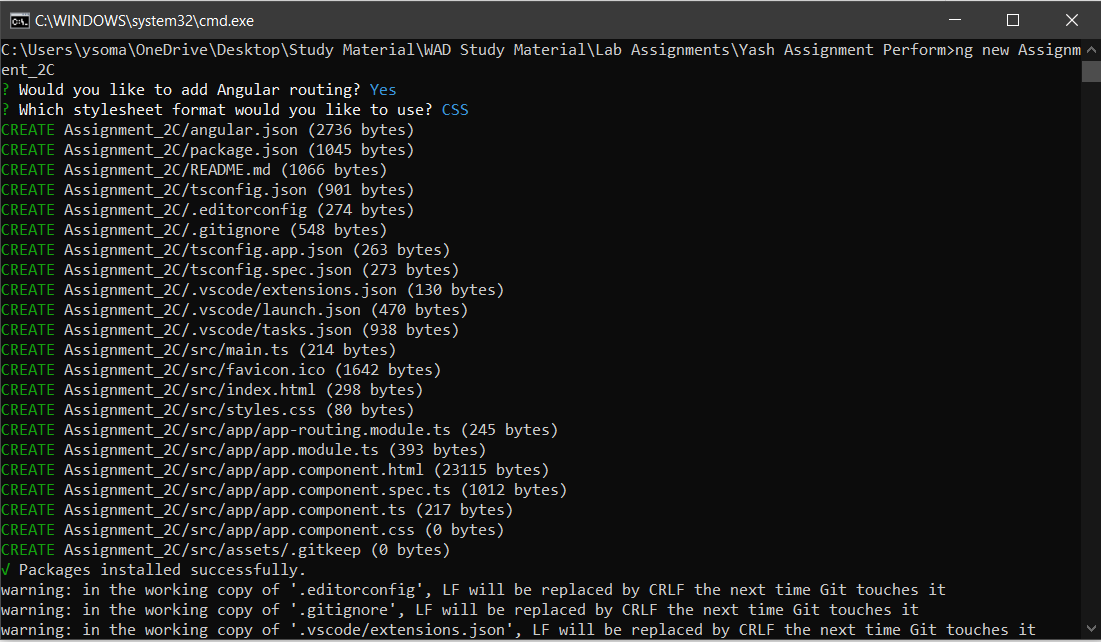 C:\WINDOWS\system32\cmd.exe
C:\Users\ysoma\OneDrive\Desktop\Study Material\WAD Study Material\Lab Assignments\Yash Assignment Perform>ng new Assignm
ent_2C
? Would you like to add Angular routing? Yes
? Which stylesheet format would you like to use? CSS
CREATE Assignment_2C/angular.json (2736 bytes)
CREATE Assignment_2C/package.json (1045 bytes)
CREATE Assignment_2C/README.md (1066 bytes)
CREATE Assignment_2C/tsconfig.json (901 bytes)
CREATE Assignment_2C/.editorconfig (274 bytes)
CREATE Assignment_2C/.gitignore (548 bytes)
CREATE Assignment_2C/tsconfig.app.json (263 bytes)
CREATE Assignment_2C/tsconfig.spec.json (273 bytes)
CREATE Assignment_2C/.vscode/extensions.json (130 bytes)
CREATE Assignment_2C/.vscode/launch.json (470 bytes)
CREATE Assignment_2C/.vscode/tasks.json (938 bytes)
CREATE Assignment_2C/src/main.ts (214 bytes)
CREATE Assignment_2C/src/favicon.ico (1642 bytes)
CREATE Assignment_2C/src/index.html (298 bytes)
CREATE Assignment_2C/src/styles.css (80 bytes)
CREATE Assignment_2C/src/app/app-routing.module.ts (245 bytes)
CREATE Assignment_2C/src/app/app.module.ts (393 bytes)
CREATE Assignment_2C/src/app/app.component.html (23115 bytes)
CREATE Assignment_2C/src/app/app.component.spec.ts (1012 bytes)
CREATE Assignment_2C/src/app/app.component.ts (217 bytes)
CREATE Assignment_2C/src/app/app.component.css (0 bytes)
CREATE Assignment_2C/src/assets/.gitkeep (0 bytes)
√ Packages installed successfully.
warning: in the working copy of '.editorconfig', LF will be replaced by CRLF the next time Git touches it
warning: in the working copy of '.gitignore', LF will be replaced by CRLF the next time Git touches it
warning: in the working copy of '.vscode/extensions.json', LF will be replaced by CRLF the next time Git touches it